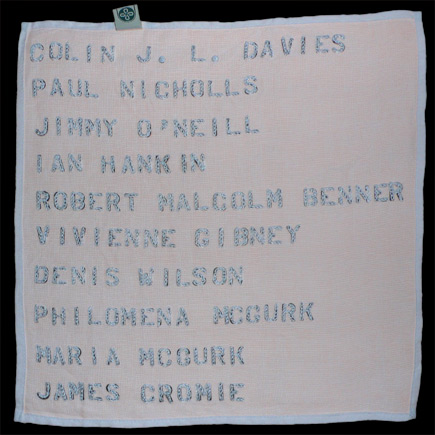 COLIN J. L. DAVIES
PAUL NICHOLLS
JIMMY O'NEILL
IAN HANKIN
ROBERT MALCOLM BENNER
VIVIENNE GIBNEY
DENIS WILSON
PHILOMENA MCGURK
MARIA MCGURK
JAMES CROMIE